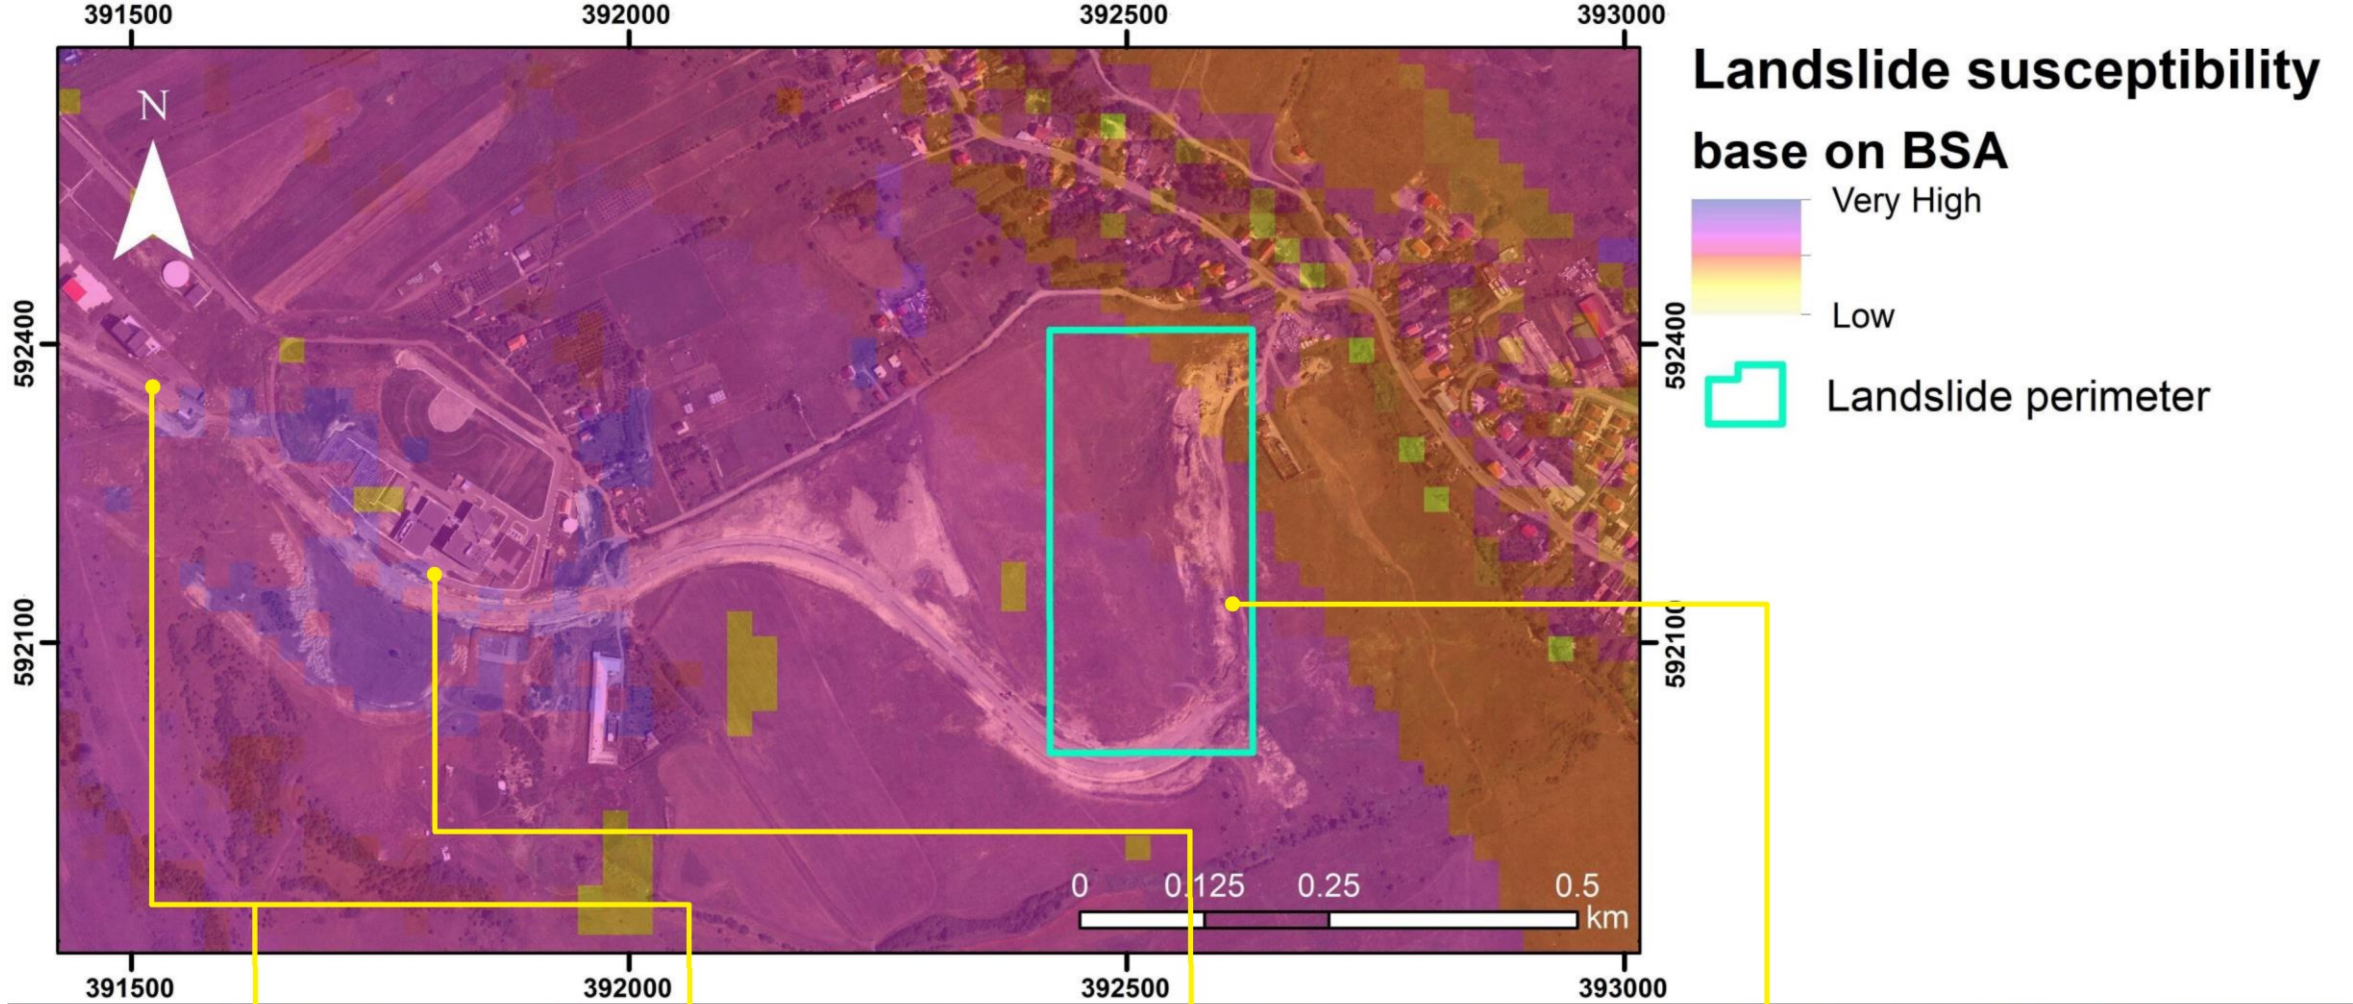 391500 392000 392500 393000
Landslide susceptibility
base on BSA
Very High
Low
Landslide perimeter
N
592400 592400
592100 592100
0 0.125 0.25 0.5
km
391500 392000 392500 393000